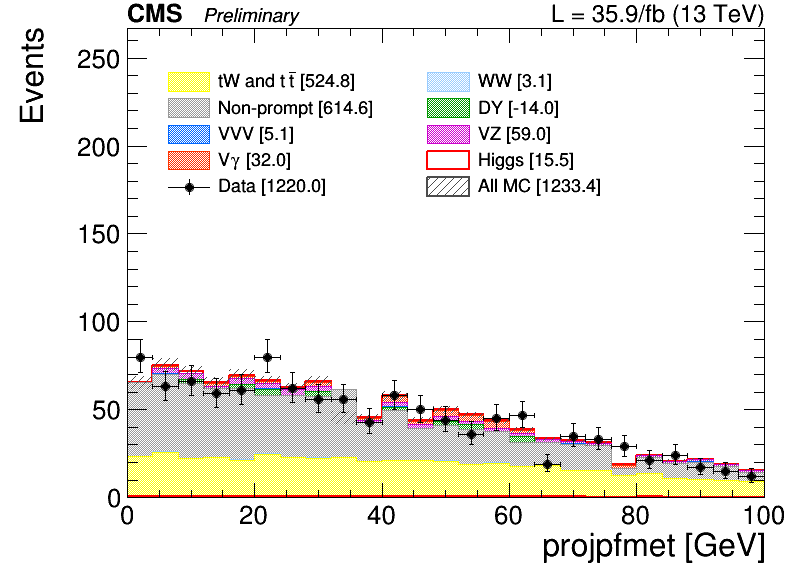 CMS Preliminary L = 35.9/fb (13 TeV)
Events
250
200
150
100
50
0
tW and t t̄ [524.8]
Non-prompt [614.6]
VVV [5.1]
Vγ [32.0]
Data [1220.0]
WW [3.1]
DY [-14.0]
VZ [59.0]
Higgs [15.5]
All MC [1233.4]
0 20 40 60 80 100
projpfmet [GeV]